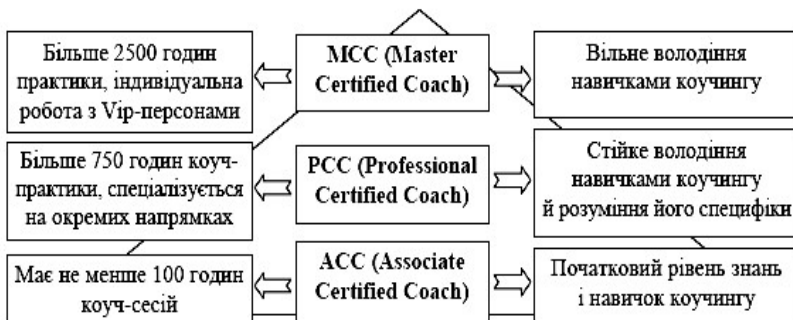 Більше 2500 годин
практики, індивідуальна
робота з Vip-персонами
MCC (Master
Certified Coach)
Вільне володіння
навичками коучингу
Більше 750 годин коуч-
практики, спеціалізується
на окремих напрямках
PCC (Professional
Certified Coach)
Стійке володіння
навичками коучингу
й розуміння його специфіки
Має не менше 100 годин
коуч-сесій
ACC (Associate
Certified Coach)
Початковий рівень знань
і навичок коучингу